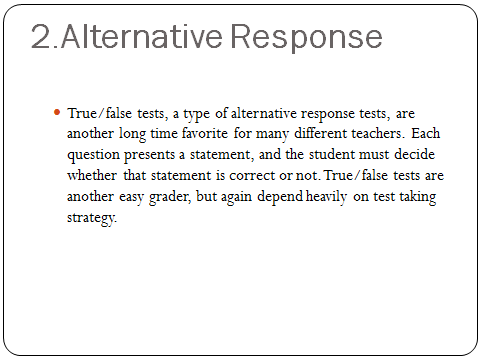 2.Alternative Response
• True/false tests, a type of alternative response tests, are
another long time favorite for many different teachers. Each
question presents a statement, and the student must decide
whether that statement is correct or not. True/false tests are
another easy grader, but again depend heavily on test taking
strategy.